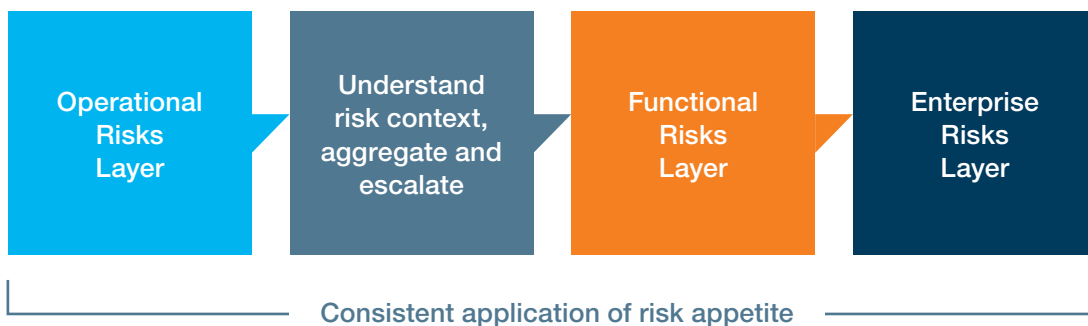 Operational
Risks
Layer
Understand
risk context,
aggregate and
escalate
Functional
Risks
Layer
Enterprise
Risks
Layer
Consistent application of risk appetite